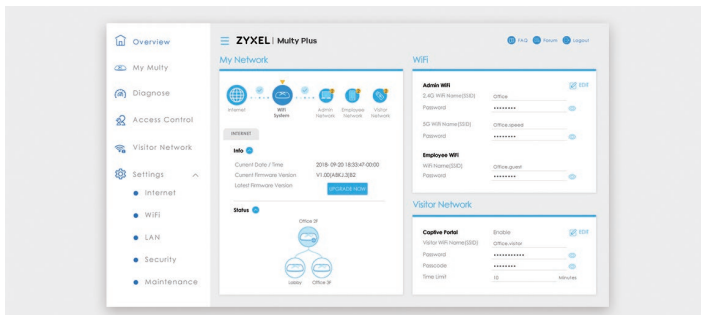 Overview
My Multy
Diagnose
Access Control
Visitor Network
Settings
Internet
WiFi
LAN
Security
Maintenance
ZYXEL | Multy Plus
FAQ Forum Logout
My Network
Internet
WiFi System
Admin Network
Employee Network
Visitor Network
INTERNET
Info
Current Date / Time 2018-09-20 18:33:47-00:00
Current Firmware Version V1.00(ABKJ.3)B2
Latest Firmware Version UPGRADE NOW
Status
Office 3F
Lobby Office 3F
WiFi
Admin Wifi EDIT
2.4G WiFi Name(SSID) Office
Password ••••••••
5G WiFi Name(SSID) Office.speed
Password ••••••••
Employee Wifi
WiFi Name(SSID) Office.guest
Password ••••••••
Visitor Network
Captive Portal Enable EDIT
Visitor WiFi Name(SSID) Office.visitor
Password •••••••••••
Passcode ••••••••
Time Limit 10 Minutes